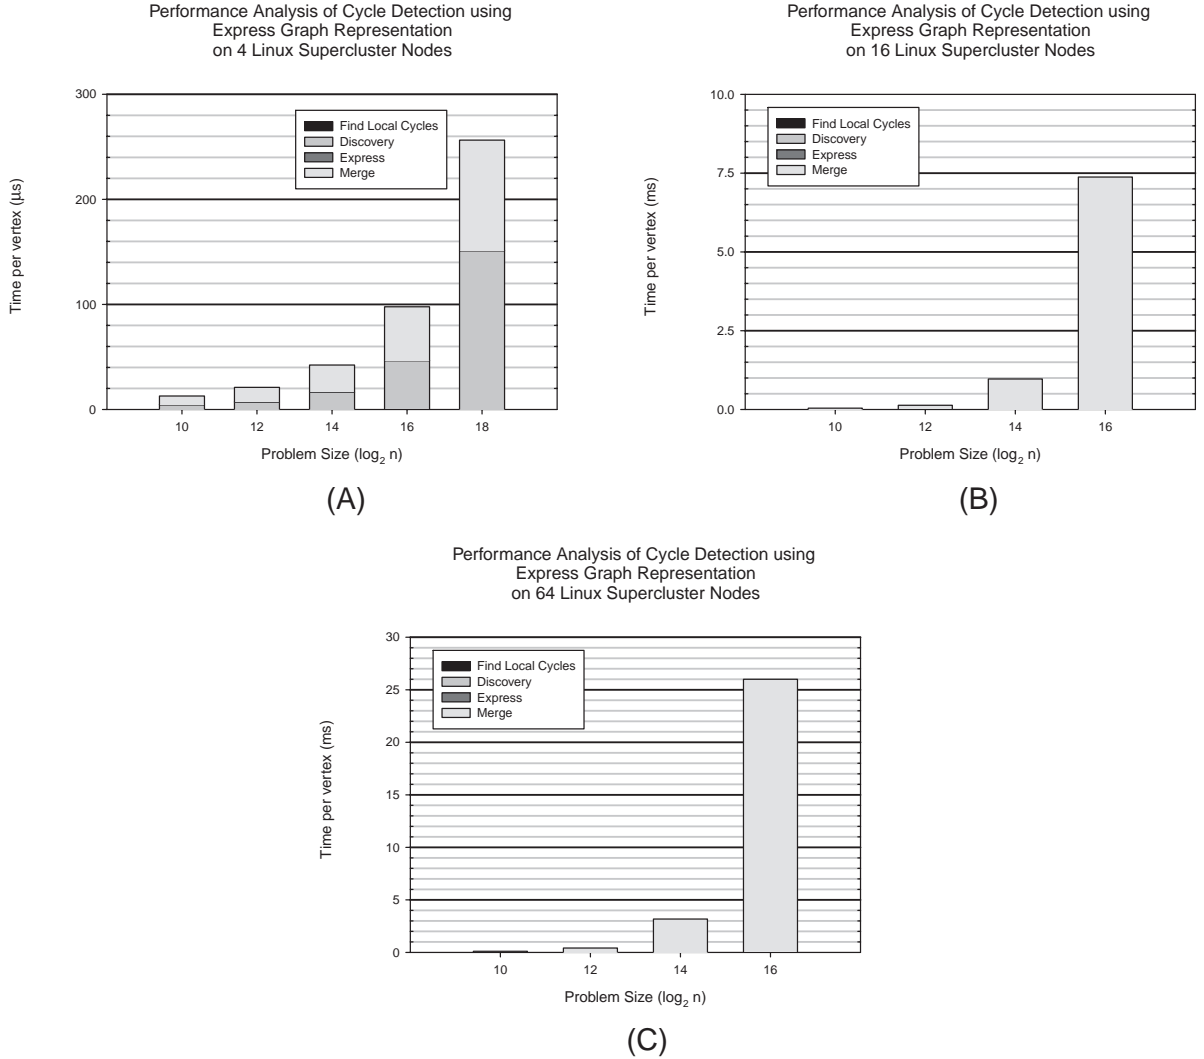 Performance Analysis of Cycle Detection using
Express Graph Representation
on 4 Linux Supercluster Nodes
Time per vertex (µs)
300
200
100
0
Find Local Cycles
Discovery
Express
Merge
10 12 14 16 18
Problem Size (log2 n)
(A)
Performance Analysis of Cycle Detection using
Express Graph Representation
on 16 Linux Supercluster Nodes
Time per vertex (ms)
10.0
7.5
5.0
2.5
0.0
Find Local Cycles
Discovery
Express
Merge
10 12 14 16
Problem Size (log2 n)
(B)
Performance Analysis of Cycle Detection using
Express Graph Representation
on 64 Linux Supercluster Nodes
Time per vertex (ms)
30
25
20
15
10
5
0
Find Local Cycles
Discovery
Express
Merge
10 12 14 16
Problem Size (log2 n)
(C)